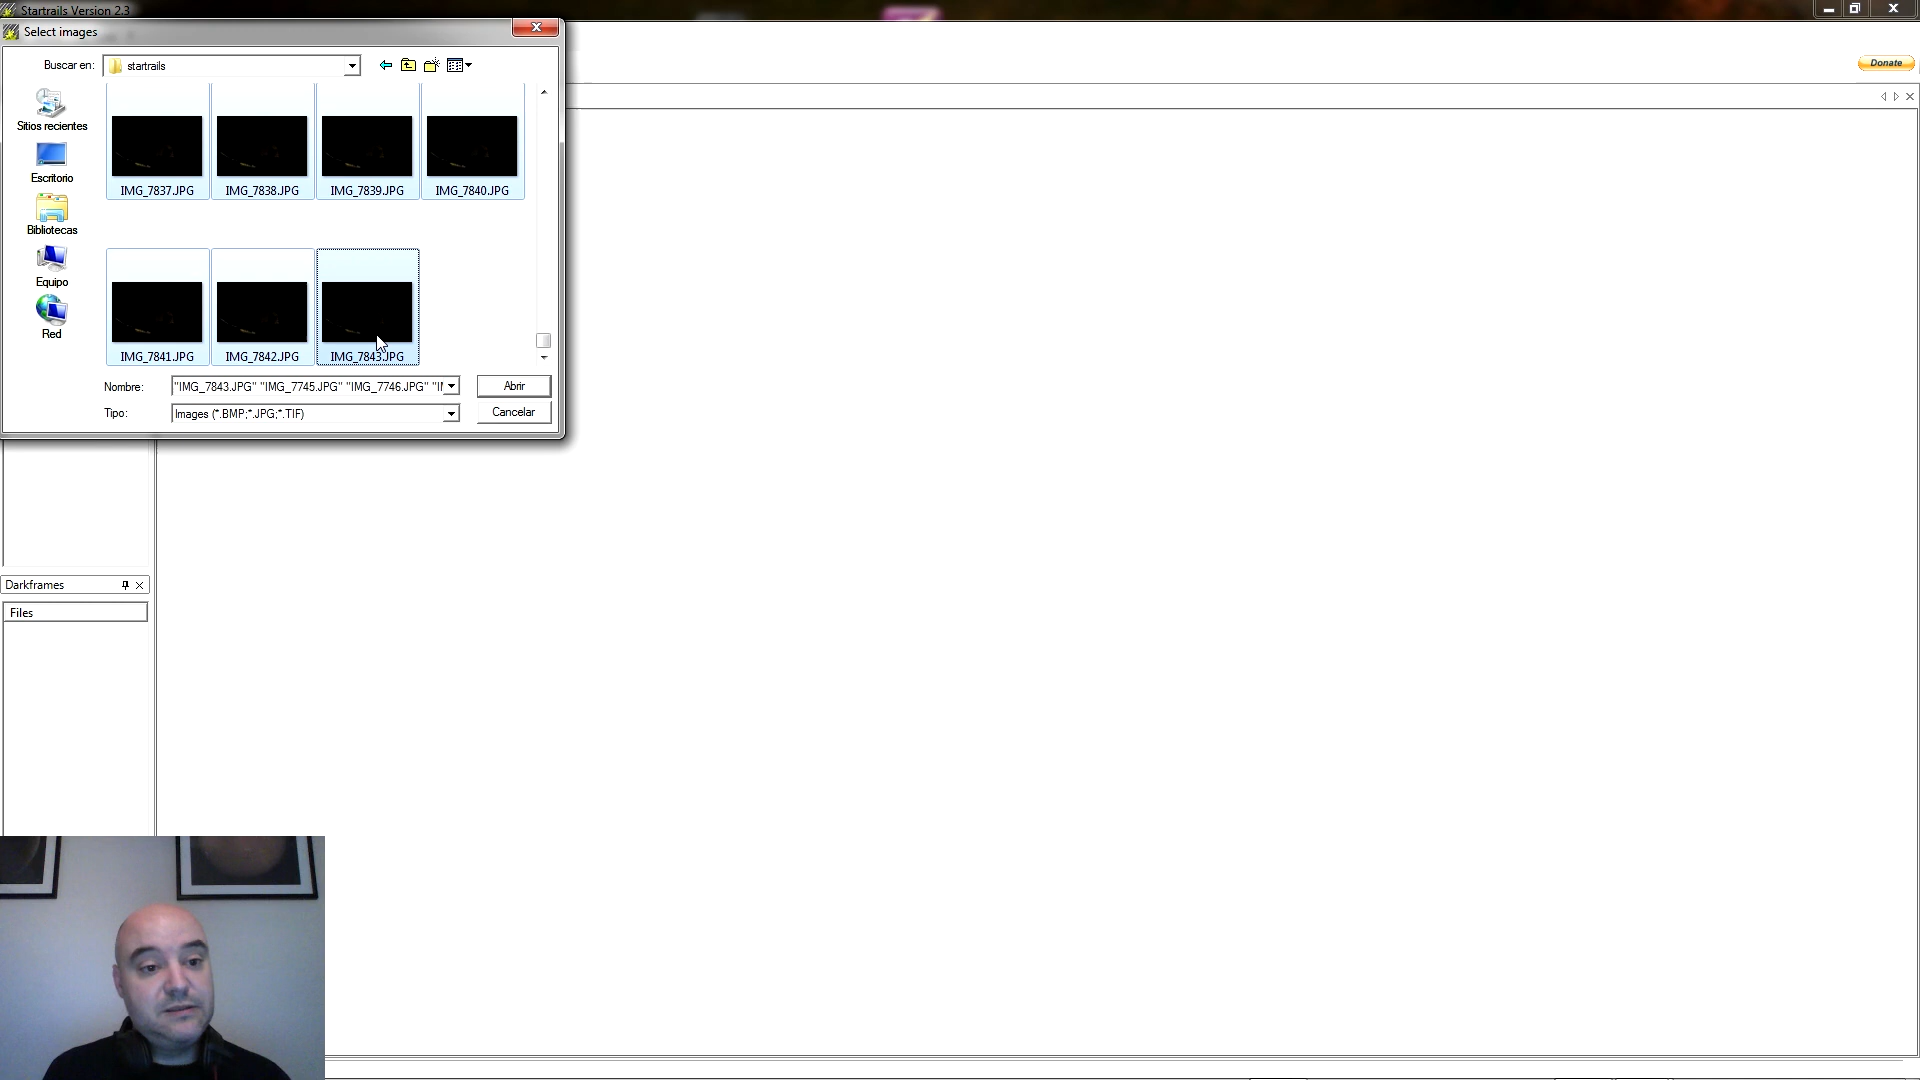 Startrails Version 2.3
Select images
Buscar en:
startrails
Donate
Sitios recientes
Escritorio
Bibliotecas
Equipo
Red
IMG_7837.JPG
IMG_7838.JPG
IMG_7839.JPG
IMG_7840.JPG
IMG_7841.JPG
IMG_7842.JPG
IMG_7843.JPG
Nombre:
"IMG_7843.JPG" "IMG_7745.JPG" "IMG_7746.JPG" "II
Abrir
Tipo:
Images (*.BMP;*.JPG;*.TIF)
Cancelar
Darkframes
Files